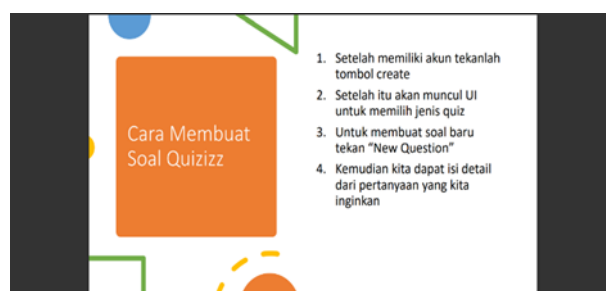 Cara Membuat
Soal Quizizz
1. Setelah memiliki akun tekanlah
tombol create
2. Setelah itu akan muncul UI
untuk memilih jenis quiz
3. Untuk membuat soal baru
tekan “New Question”
4. Kemudian kita dapat isi detail
dari pertanyaan yang kita
inginkan